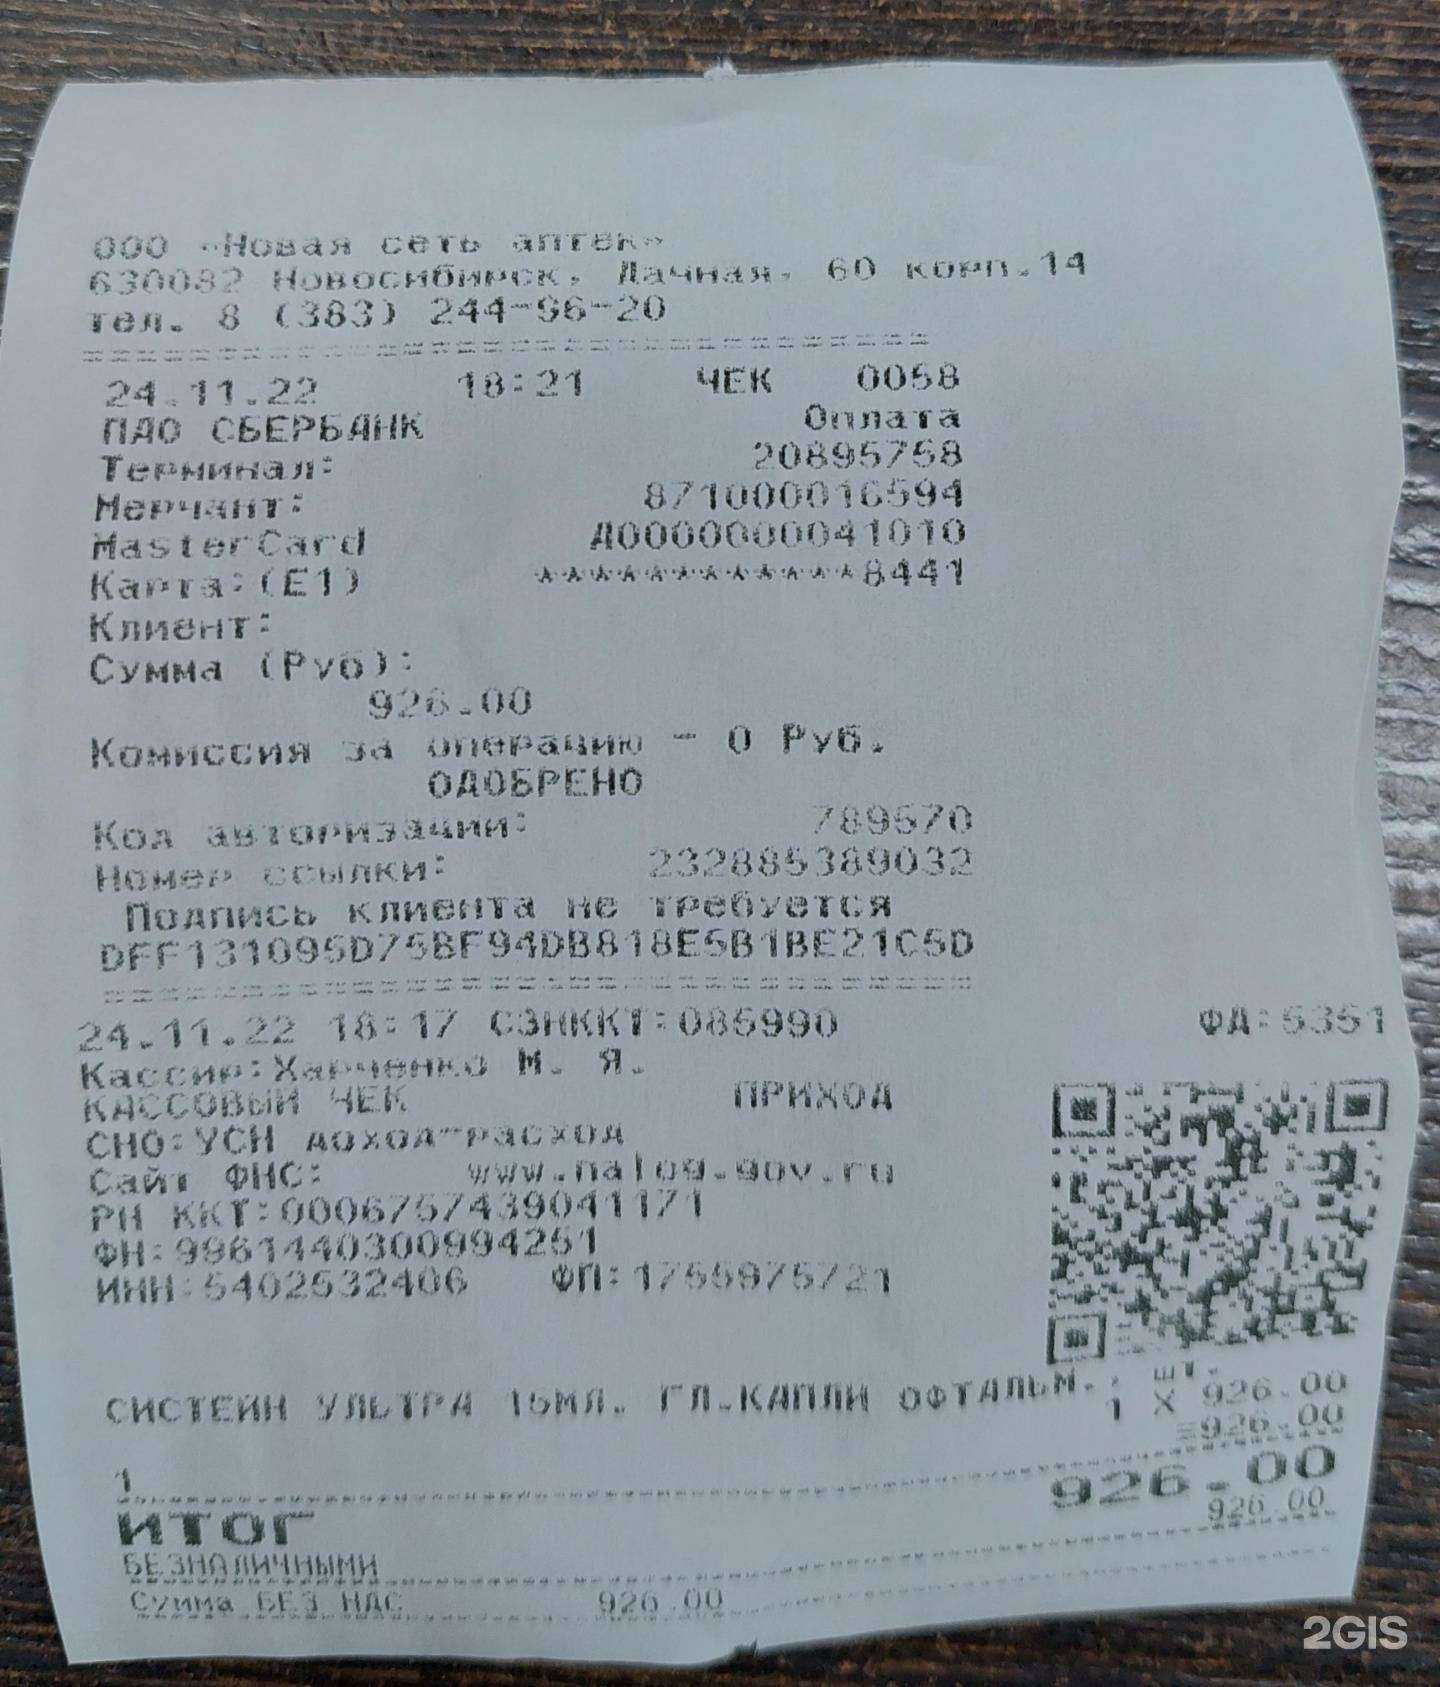 ООО «Новая сеть аптек»
630082 Новосибирск, Дачная, 60 корп.14
тел. 8 (383) 244-96-20
24.11.22 18:21 ЧЕК 0058
ПАО СБЕРБАНК Оплата
Терминал: 20895758
Мерчант: 871000016594
MasterCard A0000000041010
Карта:(E1) ************8441
Клиент:
Сумма (Руб):
926.00
Комиссия за операцию - 0 Руб.
ОДОБРЕНО
Код авторизации: 789570
Номер ссылки: 232885389032
Подпись клиента не требуется
DFF131095D75BF94DB818E5B1BE21C5D
24.11.22 18:17 СЗНККТ:085990 ФД:5351
Кассир:Харченко М. Я.
КАССОВЫЙ ЧЕК ПРИХОД
СНО:УСН доход-расход
Сайт ФНС: www.nalog.gov.ru
РН ККТ:0006757439041171
ФН:9961440300994251
ИНН:5402532406 ФП:1755975721
СИСТЕЙН УЛЬТРА 15МЛ. ГЛ.КАПЛИ ОФТАЛЬМ.,
1 X 926.00
=926.00
1
ИТОГ 926.00
БЕЗНАЛИЧНЫМИ 926.00
Сумма БЕЗ НДС 926.00
2GIS